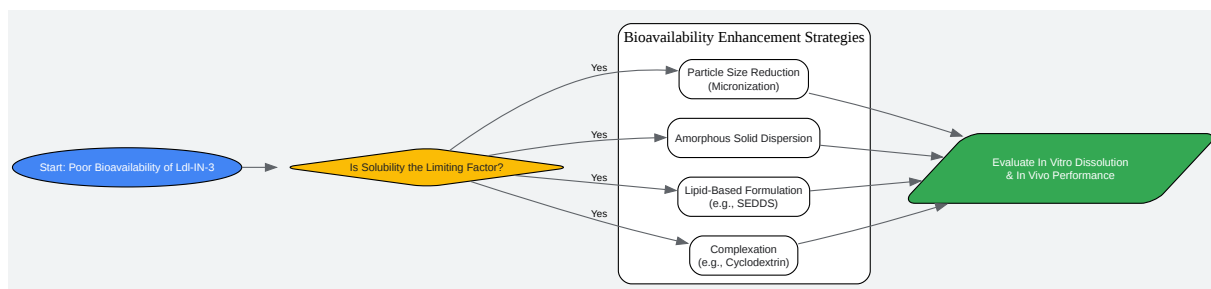 Bioavailability Enhancement Strategies
Start: Poor Bioavailability of Ldl-IN-3
Is Solubility the Limiting Factor?
Yes
Particle Size Reduction
(Micronization)
Yes
Amorphous Solid Dispersion
Yes
Lipid-Based Formulation
(e.g., SEDDS)
Yes
Complexation
(e.g., Cyclodextrin)
Evaluate In Vitro Dissolution
& In Vivo Performance